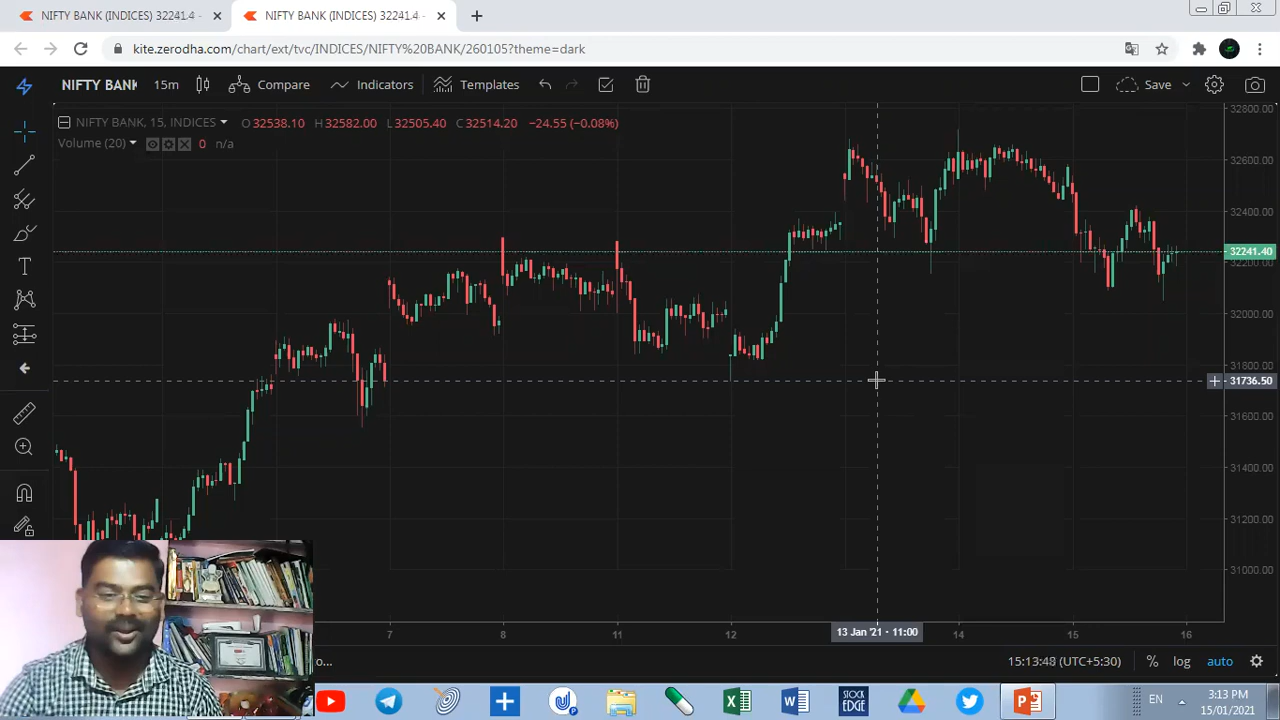 NIFTY BANK (INDICES) 32241.4 -
NIFTY BANK (INDICES) 32241.4 -
kite.zerodha.com/chart/ext/tvc/INDICES/NIFTY%20BANK/260105?theme=dark
NIFTY BANK 15m Compare Indicators Templates Save
NIFTY BANK, 15, INDICES O 32538.10 H 32582.00 L 32505.40 C 32514.20 −24.55 (−0.08%)
Volume (20) 0 n/a
32800.00
32600.00
32400.00
32241.40
32200.00
32000.00
31800.00
31736.50
31600.00
31400.00
31200.00
31000.00
7 8 11 12 13 Jan '21 - 11:00 14 15 16
o... 15:13:48 (UTC+5:30) % log auto
STOCK
EDGE
EN
3:13 PM
15/01/2021